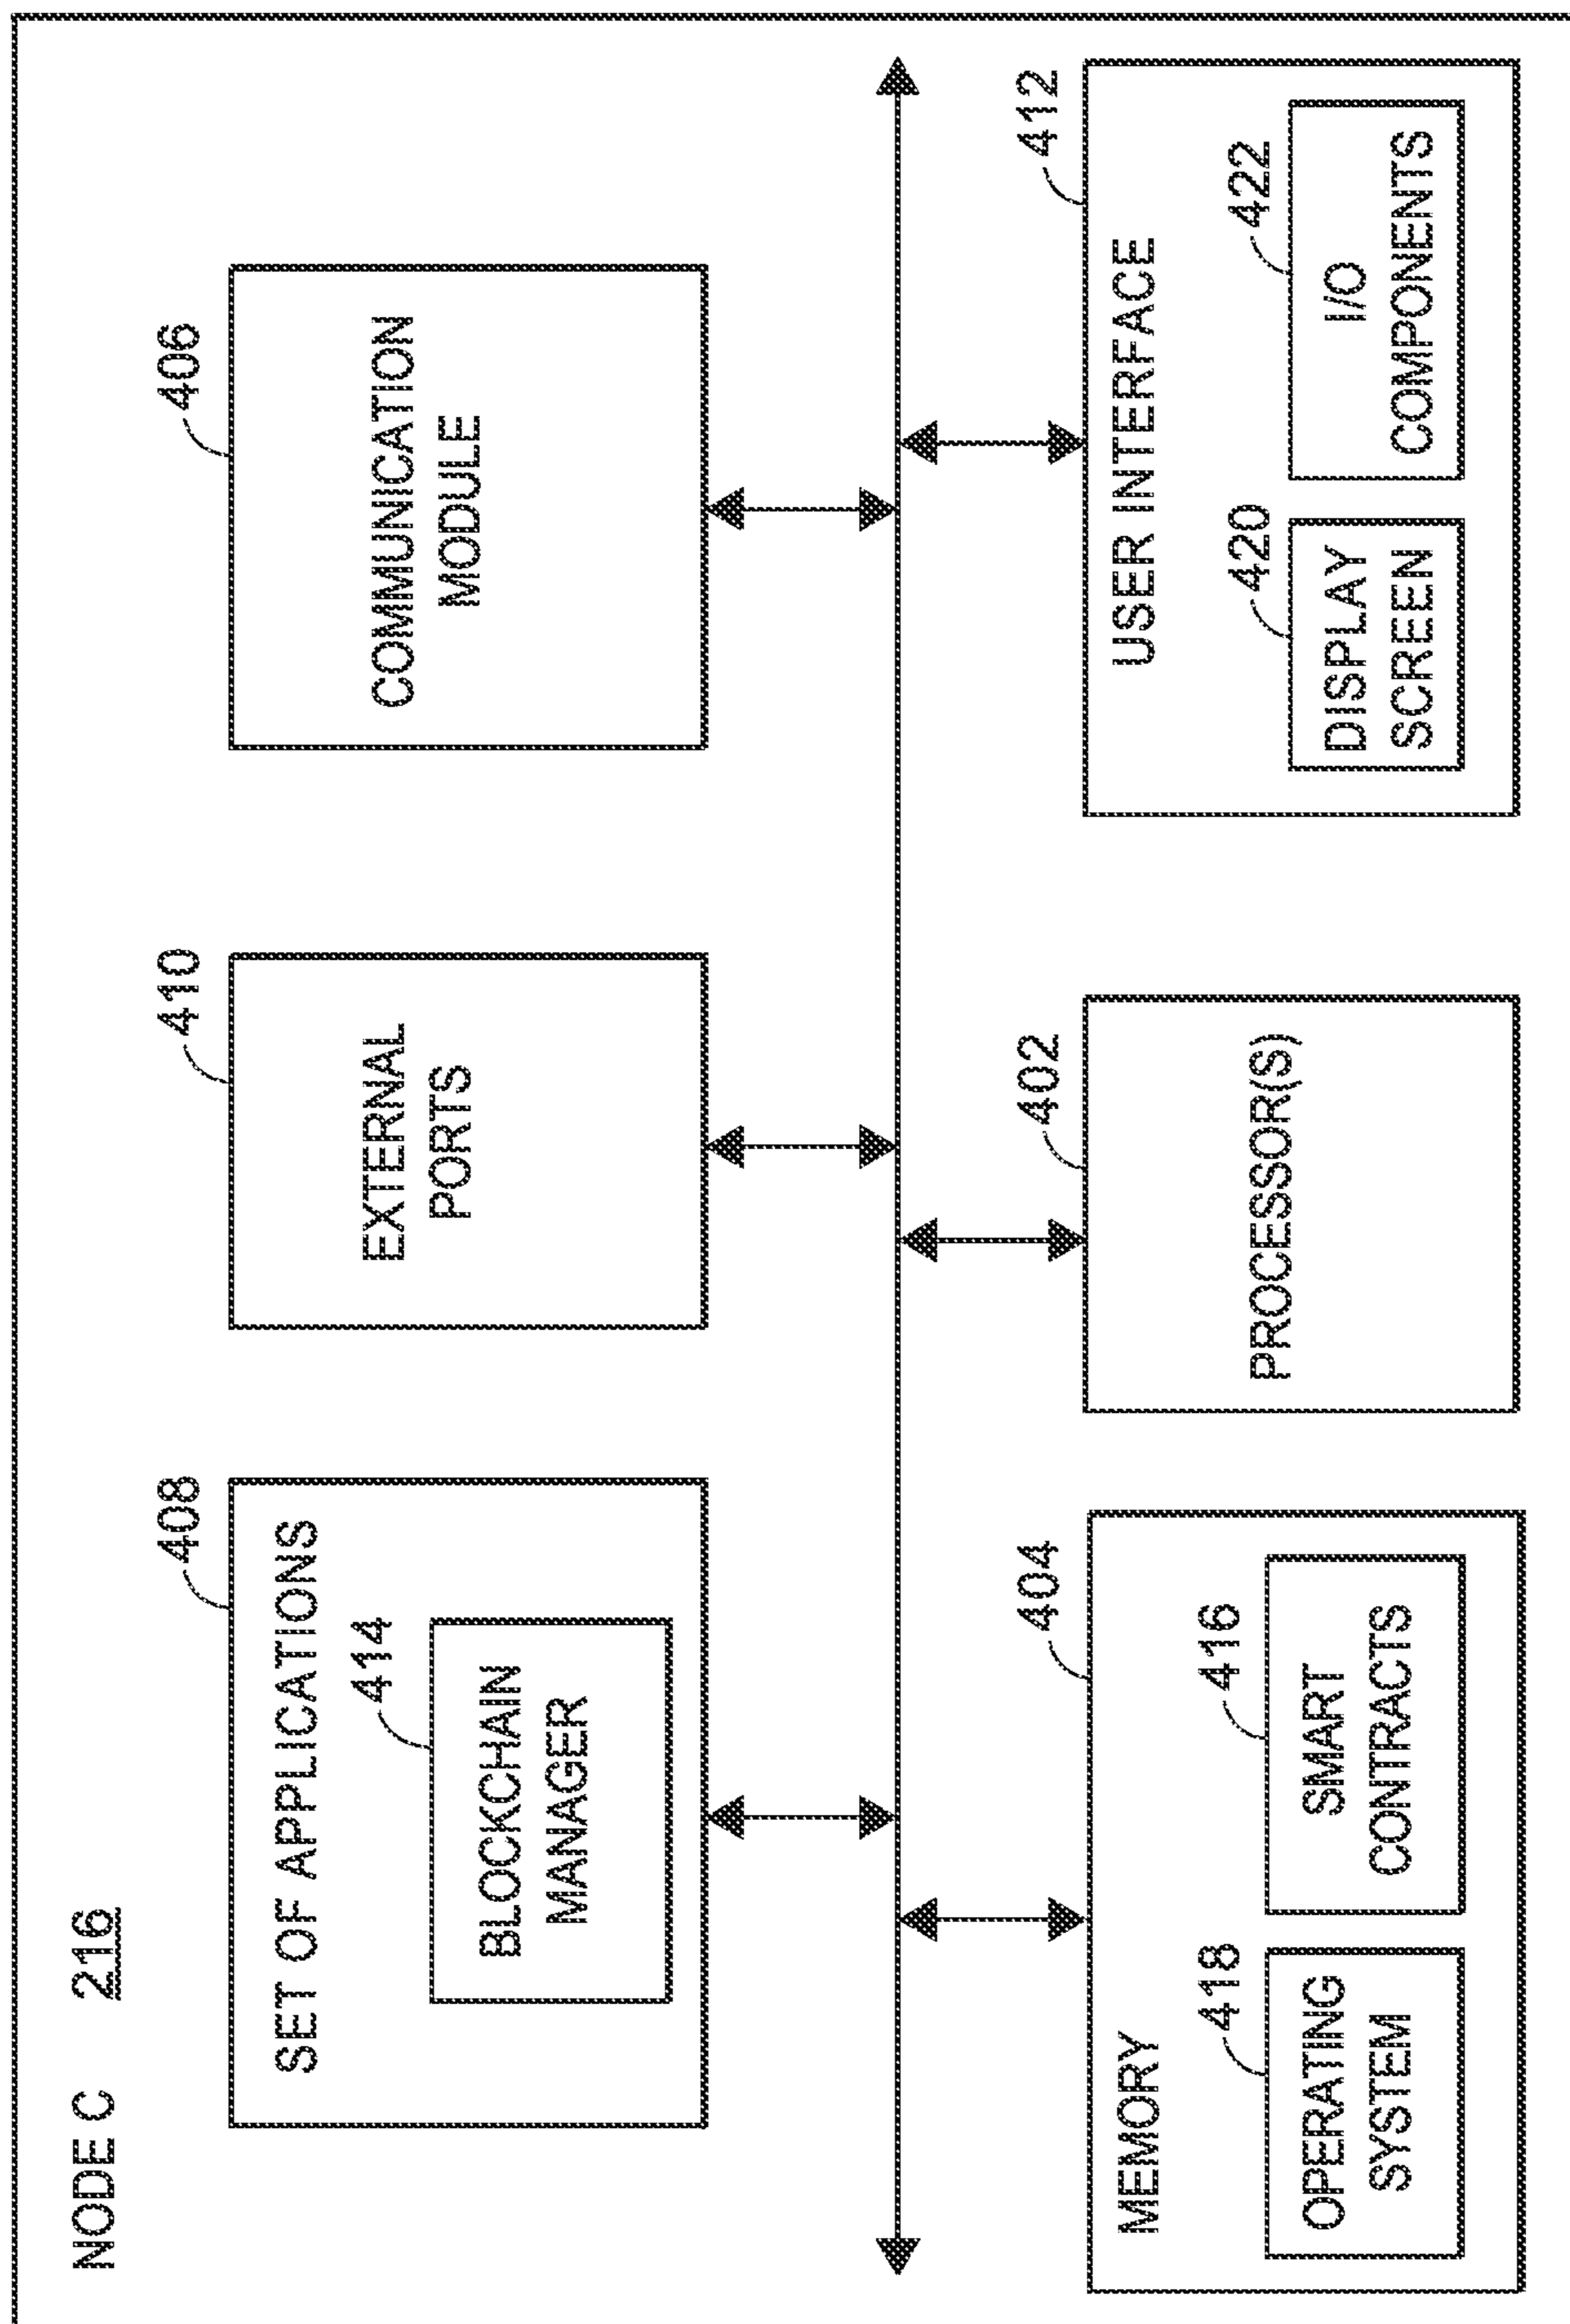 NODE C 216
408
SET OF APPLICATIONS
414
BLOCKCHAIN
MANAGER
410
EXTERNAL
PORTS
406
COMMUNICATION
MODULE
404
MEMORY
418
OPERATING
SYSTEM
416
SMART
CONTRACTS
402
PROCESSOR(S)
412
USER INTERFACE
420
DISPLAY
SCREEN
422
I/O
COMPONENTS